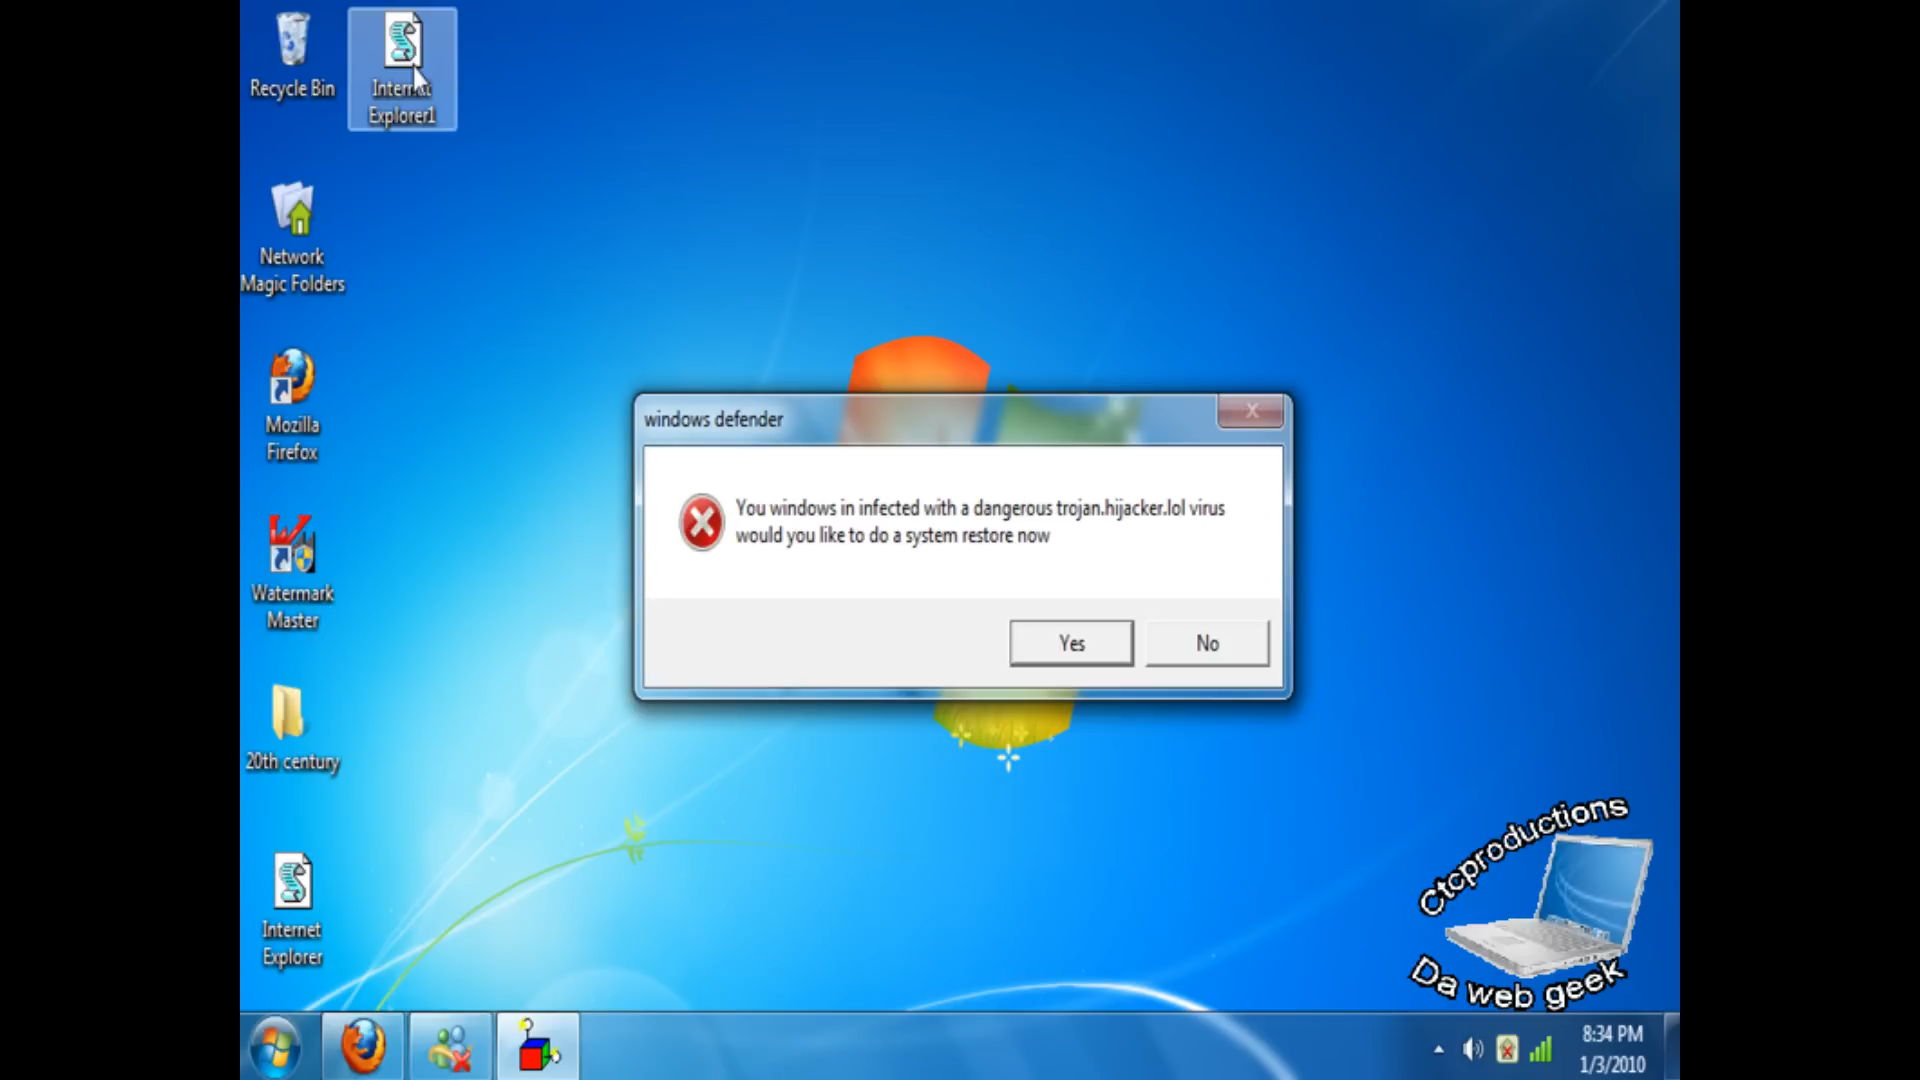 Recycle Bin
Internet
Explorer1
Network
Magic Folders
Mozilla
Firefox
windows defender
You windows in infected with a dangerous trojan.hijacker.lol virus
would you like to do a system restore now
Yes
No
Watermark
Master
20th century
Internet
Explorer
Ctcproductions
Da web geek
8:34 PM
1/3/2010